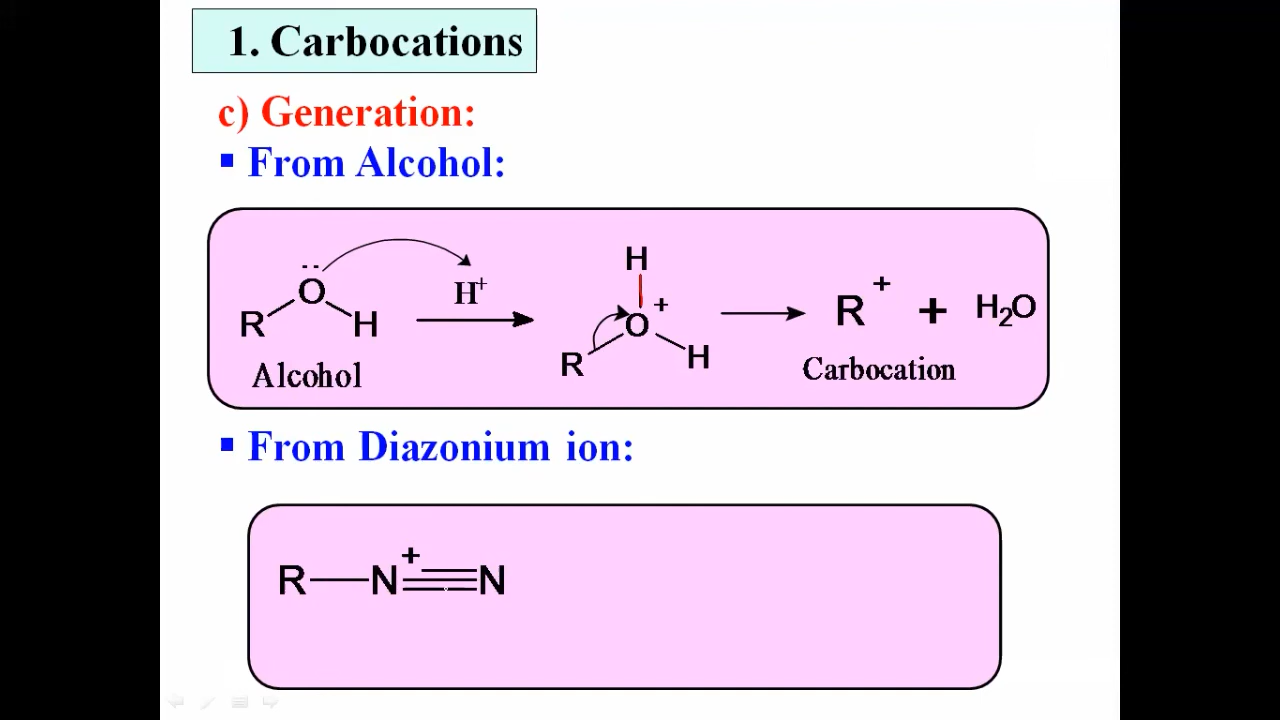 1. Carbocations
c) Generation:
▪ From Alcohol:
H
R O H
H+
R O + H
R+ + H2O
Alcohol
Carbocation
▪ From Diazonium ion:
R—N+≡N